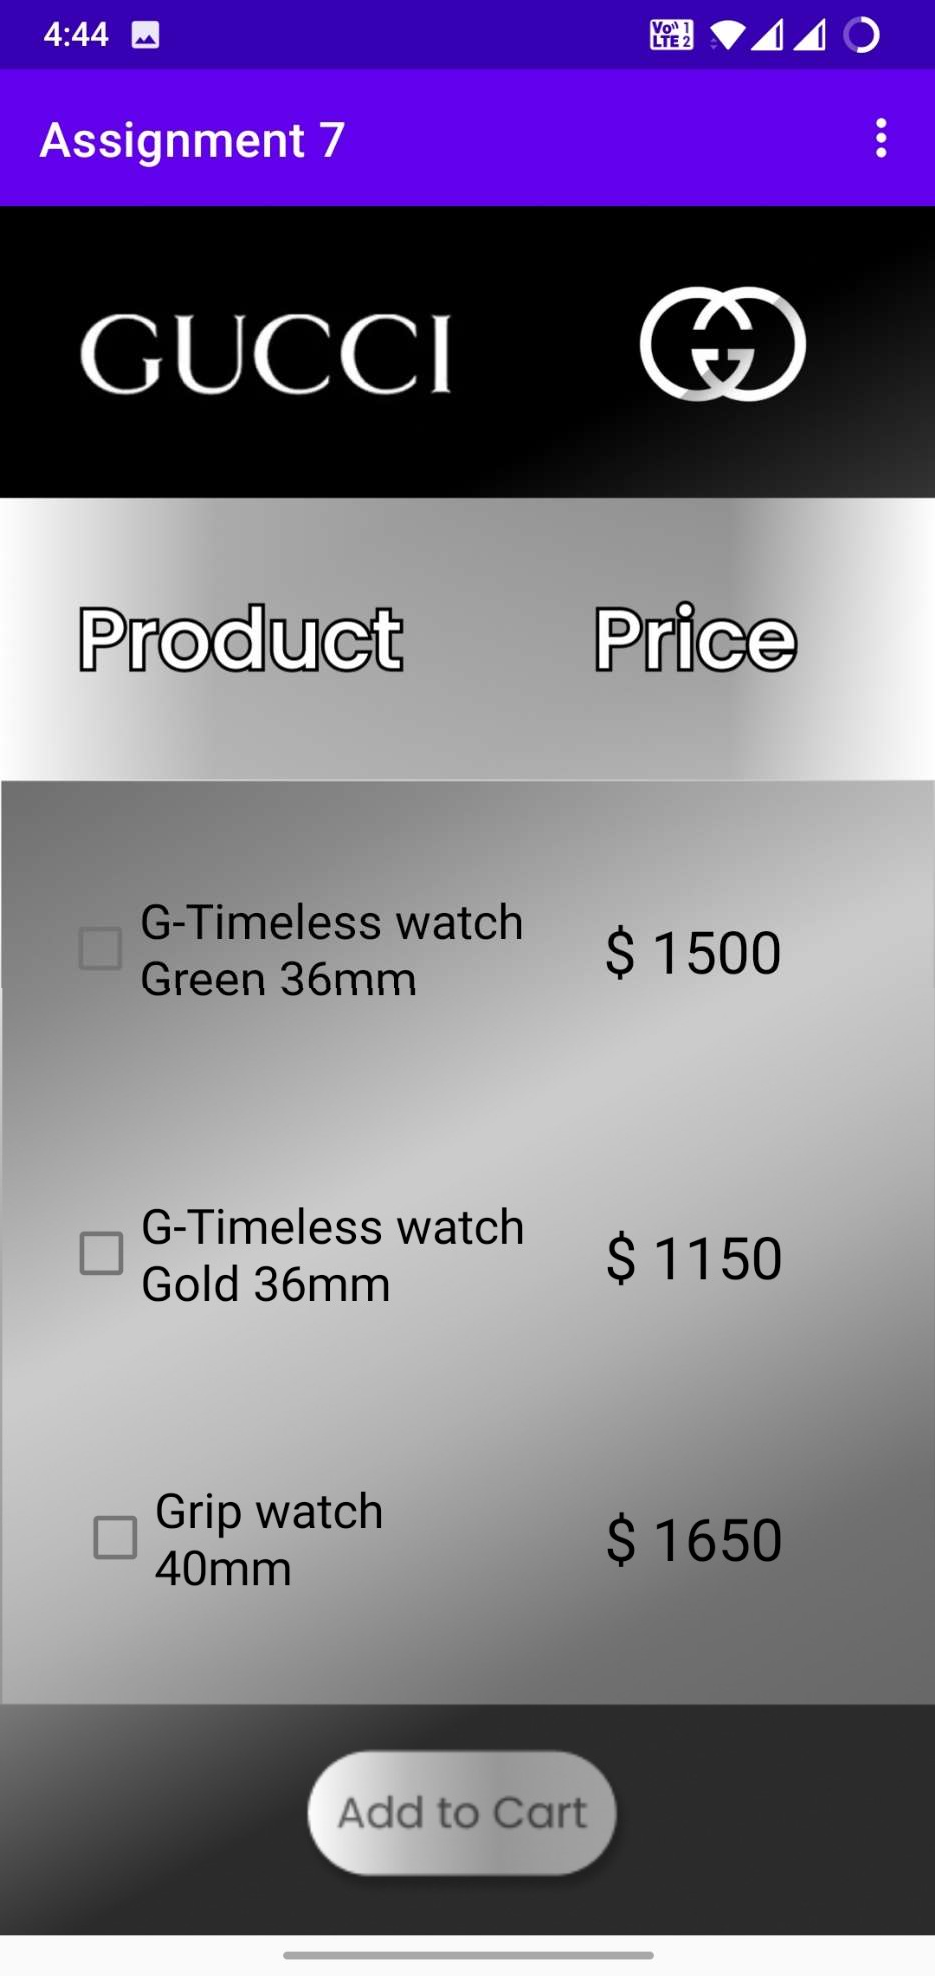 4:44
Vo)) 1
LTE 2
Assignment 7
GUCCI
Product Price
G-Timeless watch
Green 36mm
$ 1500
G-Timeless watch
Gold 36mm
$ 1150
Grip watch
40mm
$ 1650
Add to Cart